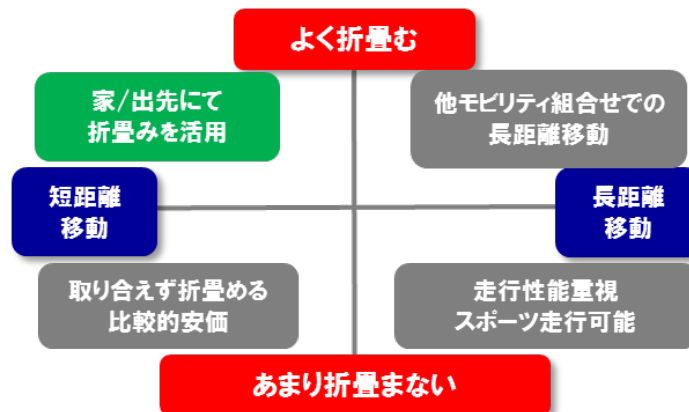 よく折畳む
家/出先にて
折畳みを活用
他モビリティ組合せでの
長距離移動
短距離
移動
長距離
移動
取り合えず折畳める
比較的安価
走行性能重視
スポーツ走行可能
あまり折畳まない